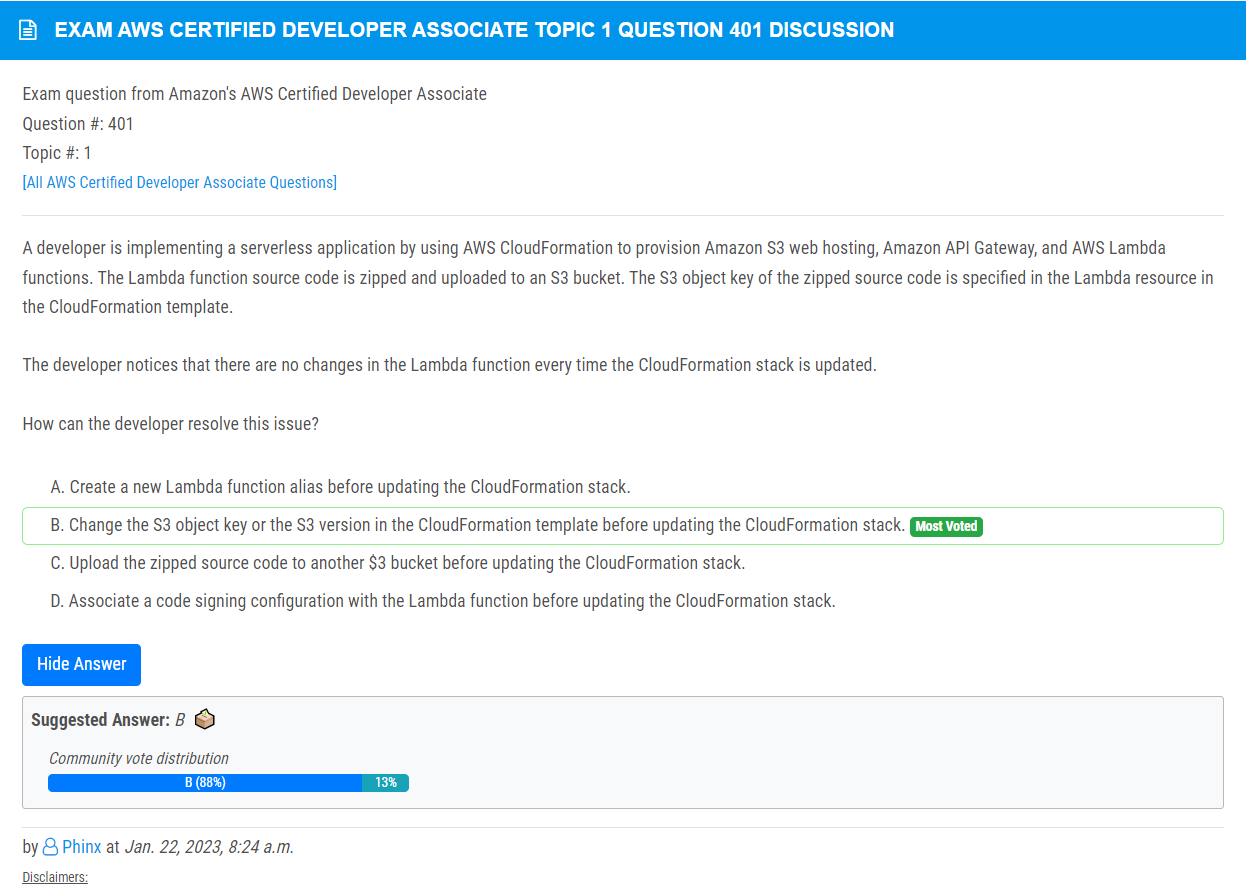 EXAM AWS CERTIFIED DEVELOPER ASSOCIATE TOPIC 1 QUESTION 401 DISCUSSION
Exam question from Amazon's AWS Certified Developer Associate
Question #: 401
Topic #: 1
[All AWS Certified Developer Associate Questions]
A developer is implementing a serverless application by using AWS CloudFormation to provision Amazon S3 web hosting, Amazon API Gateway, and AWS Lambda
functions. The Lambda function source code is zipped and uploaded to an S3 bucket. The S3 object key of the zipped source code is specified in the Lambda resource in
the CloudFormation template.
The developer notices that there are no changes in the Lambda function every time the CloudFormation stack is updated.
How can the developer resolve this issue?
A. Create a new Lambda function alias before updating the CloudFormation stack.
B. Change the S3 object key or the S3 version in the CloudFormation template before updating the CloudFormation stack. Most Voted
C. Upload the zipped source code to another $3 bucket before updating the CloudFormation stack.
D. Associate a code signing configuration with the Lambda function before updating the CloudFormation stack.
Hide Answer
Suggested Answer: B
Community vote distribution
B (88%) 13%
by Phinx at Jan. 22, 2023, 8:24 a.m.
Disclaimers: